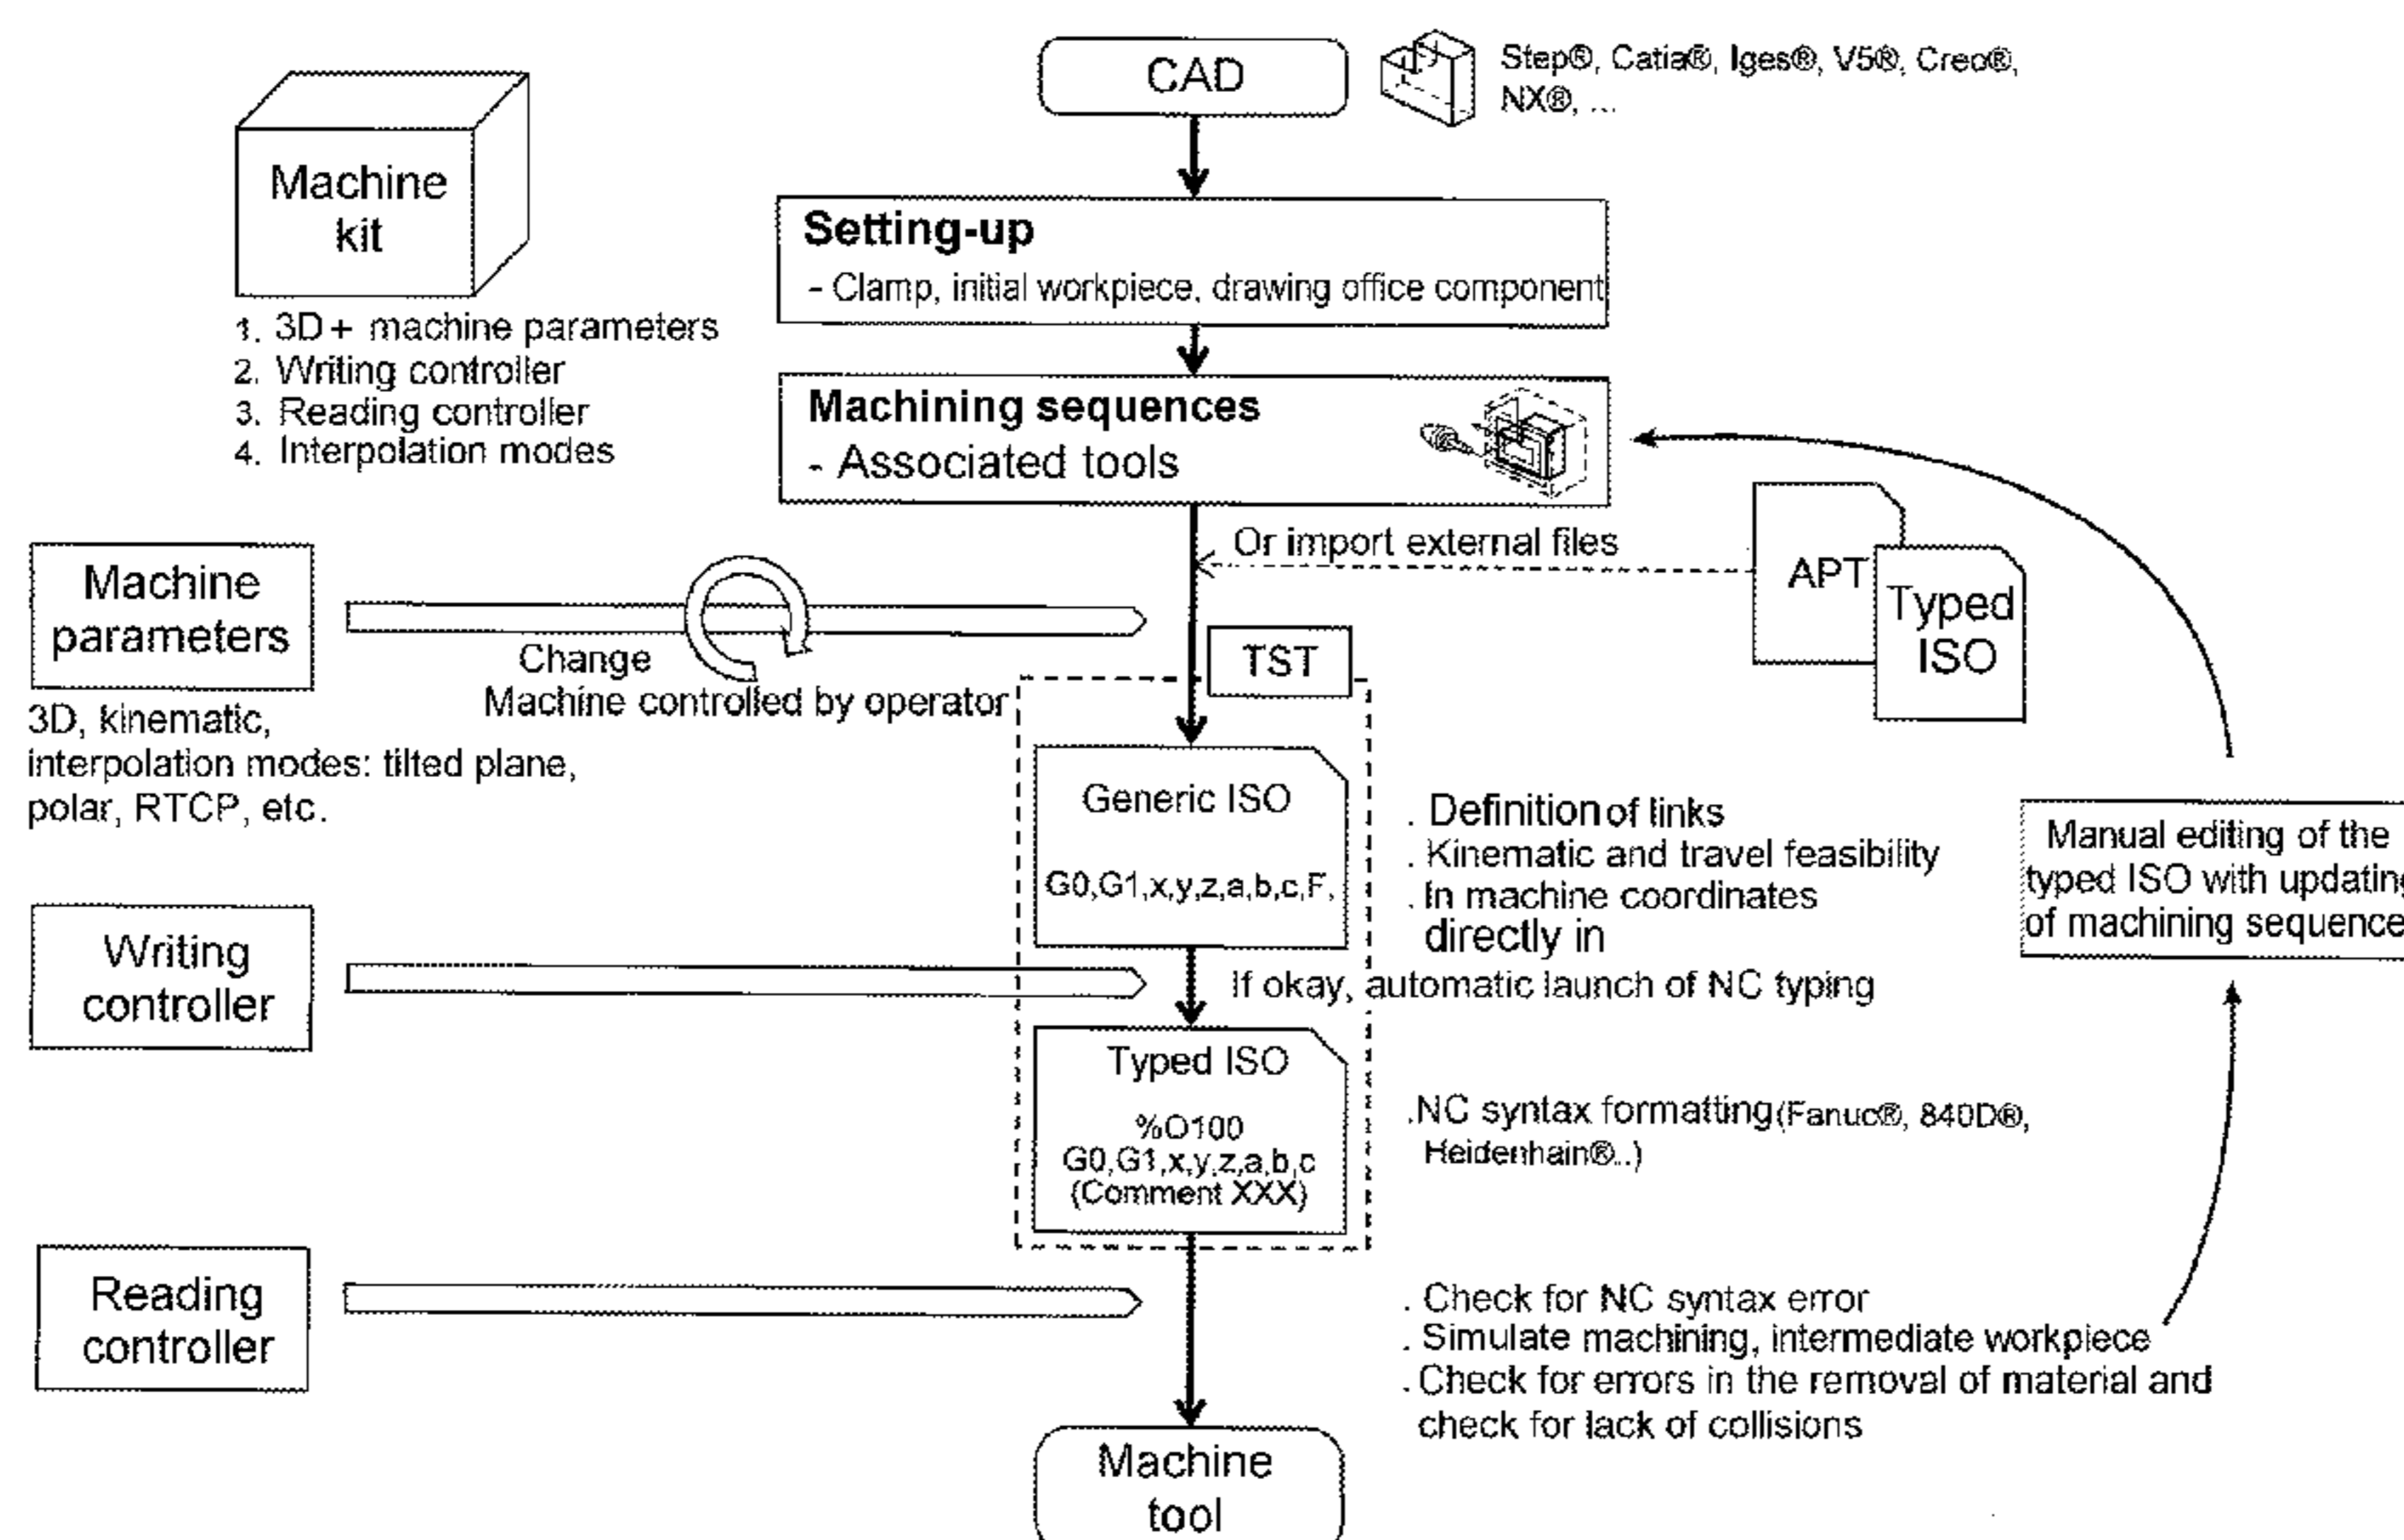 CAD
Step®, Catia®, Iges®, V5®, Creo®,
NX®, ...
Machine
kit
1. 3D+ machine parameters
2. Writing controller
3. Reading controller
4. Interpolation modes
Setting-up
- Clamp, initial workpiece, drawing office component
Machining sequences
- Associated tools
Or import external files
APT
Typed
ISO
Machine
parameters
Change
Machine controlled by operator
3D, kinematic,
interpolation modes: tilted plane,
polar, RTCP, etc.
TST
Generic ISO
G0,G1,x,y,z,a,b,c,F,
. Definition of links
. Kinematic and travel feasibility
. In machine coordinates
directly in
Manual editing of the
typed ISO with updating
of machining sequence
Writing
controller
If okay, automatic launch of NC typing
Typed ISO
%O100
G0,G1,x,y,z,a,b,c
(Comment XXX)
.NC syntax formatting(Fanuc®, 840D®,
Heidenhain®..)
Reading
controller
. Check for NC syntax error
. Simulate machining, intermediate workpiece
. Check for errors in the removal of material and
check for lack of collisions
Machine
tool